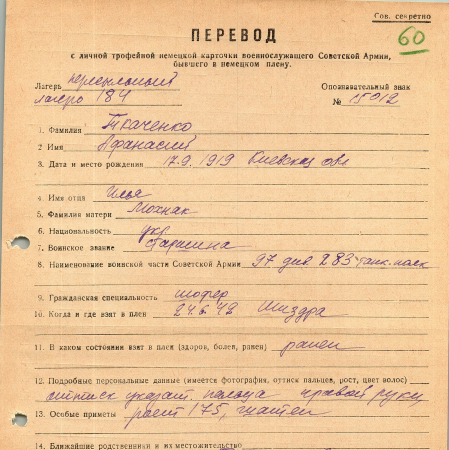 Сов. секретно
60
ПЕРЕВОД
с личной трофейной немецкой карточки военнослужащего Советской Армии,
бывшего в немецком плену.
Лагерь пересыльный
лагерь 184
Опознавательный знак
№ 15912
1. Фамилия Ткаченко
2 Имя Афанасий
3. Дата и место рождения 17.9.1919 Киевская обл
4. Имя отца Илья
5. Фамилия матери Мохнак
6. Национальность укр
7. Воинское звание старшина
8. Наименование воинской части Советской Армии 97 див 283 танк. полк
9. Гражданская специальность шофер
10. Когда и где взят в плен 24.6.42 Жиздра
11. В каком состоянии взят в плен (здоров, болен, ранен) ранен
12. Подробные персональные данные (имеется фотография, оттиск пальцев, рост, цвет волос)
оттиск указат. пальца правой руки,
13. Особые приметы рост 175,
14. Ближайшие родственники и их местожительство